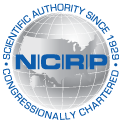 • SCIENTIFIC AUTHORITY SINCE 1929 •
NCRP
CONGRESSIONALLY CHARTERED